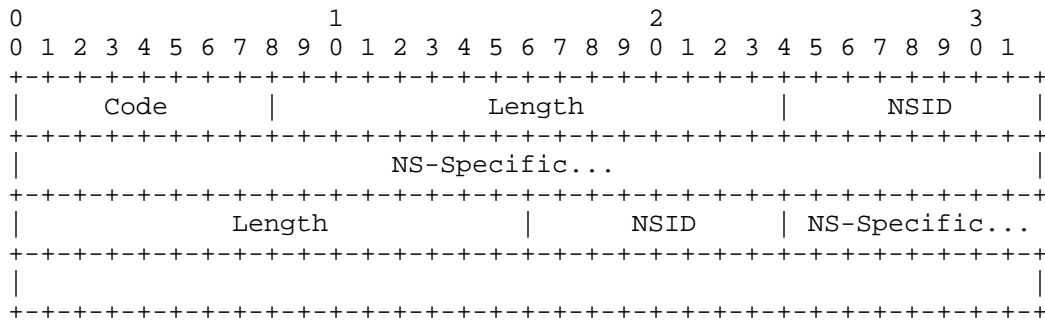 0                   1                   2                   3
0 1 2 3 4 5 6 7 8 9 0 1 2 3 4 5 6 7 8 9 0 1 2 3 4 5 6 7 8 9 0 1
+-+-+-+-+-+-+-+-+-+-+-+-+-+-+-+-+-+-+-+-+-+-+-+-+-+-+-+-+-+-+-+-+
|     Code      |             Length            |      NSID     |
+-+-+-+-+-+-+-+-+-+-+-+-+-+-+-+-+-+-+-+-+-+-+-+-+-+-+-+-+-+-+-+-+
|                       NS-Specific...                          |
+-+-+-+-+-+-+-+-+-+-+-+-+-+-+-+-+-+-+-+-+-+-+-+-+-+-+-+-+-+-+-+-+
|             Length            |      NSID     | NS-Specific...
+-+-+-+-+-+-+-+-+-+-+-+-+-+-+-+-+-+-+-+-+-+-+-+-+-+-+-+-+-+-+-+-+
|                                                               |
+-+-+-+-+-+-+-+-+-+-+-+-+-+-+-+-+-+-+-+-+-+-+-+-+-+-+-+-+-+-+-+-+